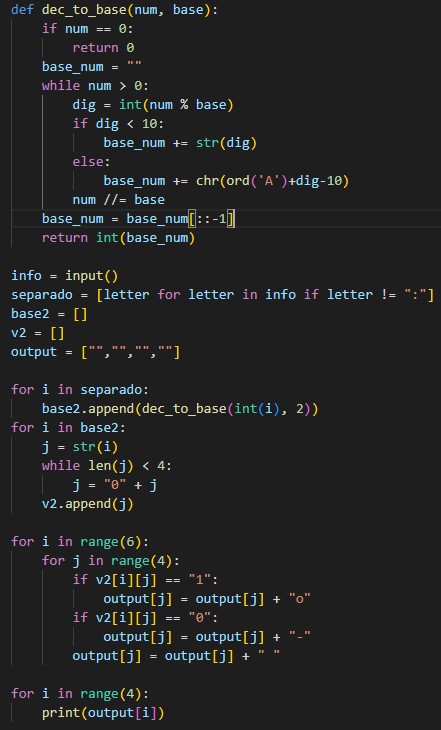 def dec_to_base(num, base):
    if num == 0:
        return 0
    base_num = ""
    while num > 0:
        dig = int(num % base)
        if dig < 10:
            base_num += str(dig)
        else:
            base_num += chr(ord('A')+dig-10)
        num //= base
    base_num = base_num[::-1]
    return int(base_num)

info = input()
separado = [letter for letter in info if letter != ":"]
base2 = []
v2 = []
output = ["","","",""]

for i in separado:
    base2.append(dec_to_base(int(i), 2))
for i in base2:
    j = str(i)
    while len(j) < 4:
        j = "0" + j
    v2.append(j)

for i in range(6):
    for j in range(4):
        if v2[i][j] == "1":
            output[j] = output[j] + "o"
        if v2[i][j] == "0":
            output[j] = output[j] + "-"
        output[j] = output[j] + " "

for i in range(4):
    print(output[i])